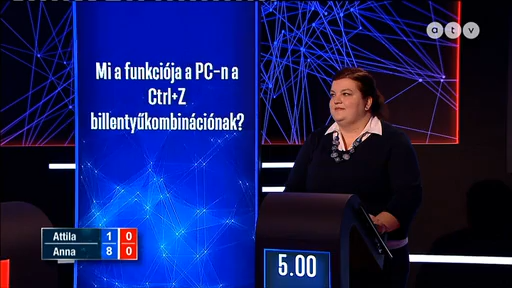 atv
Mi a funkciója a PC-n a
Ctrl+Z
billentyűkombinációnak?
Attila 1 0
Anna 8 0
5.00